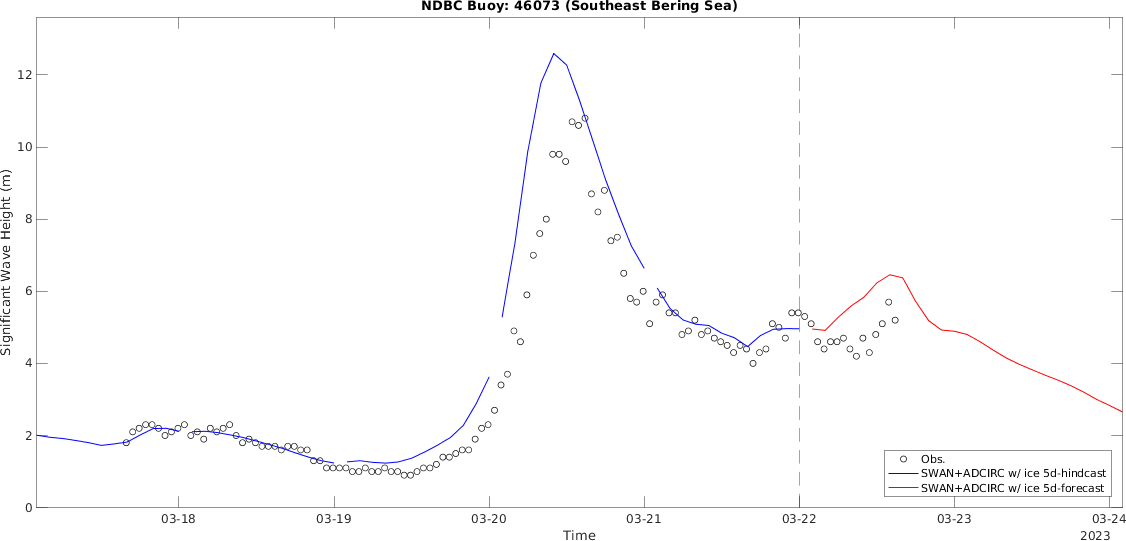 NDBC Buoy: 46073 (Southeast Bering Sea)
Significant Wave Height (m)
12
10
8
6
4
2
0
03-18
03-19
03-20
03-21
03-22
03-23
03-24
Time
2023
Obs.
SWAN+ADCIRC w/ ice 5d-hindcast
SWAN+ADCIRC w/ ice 5d-forecast